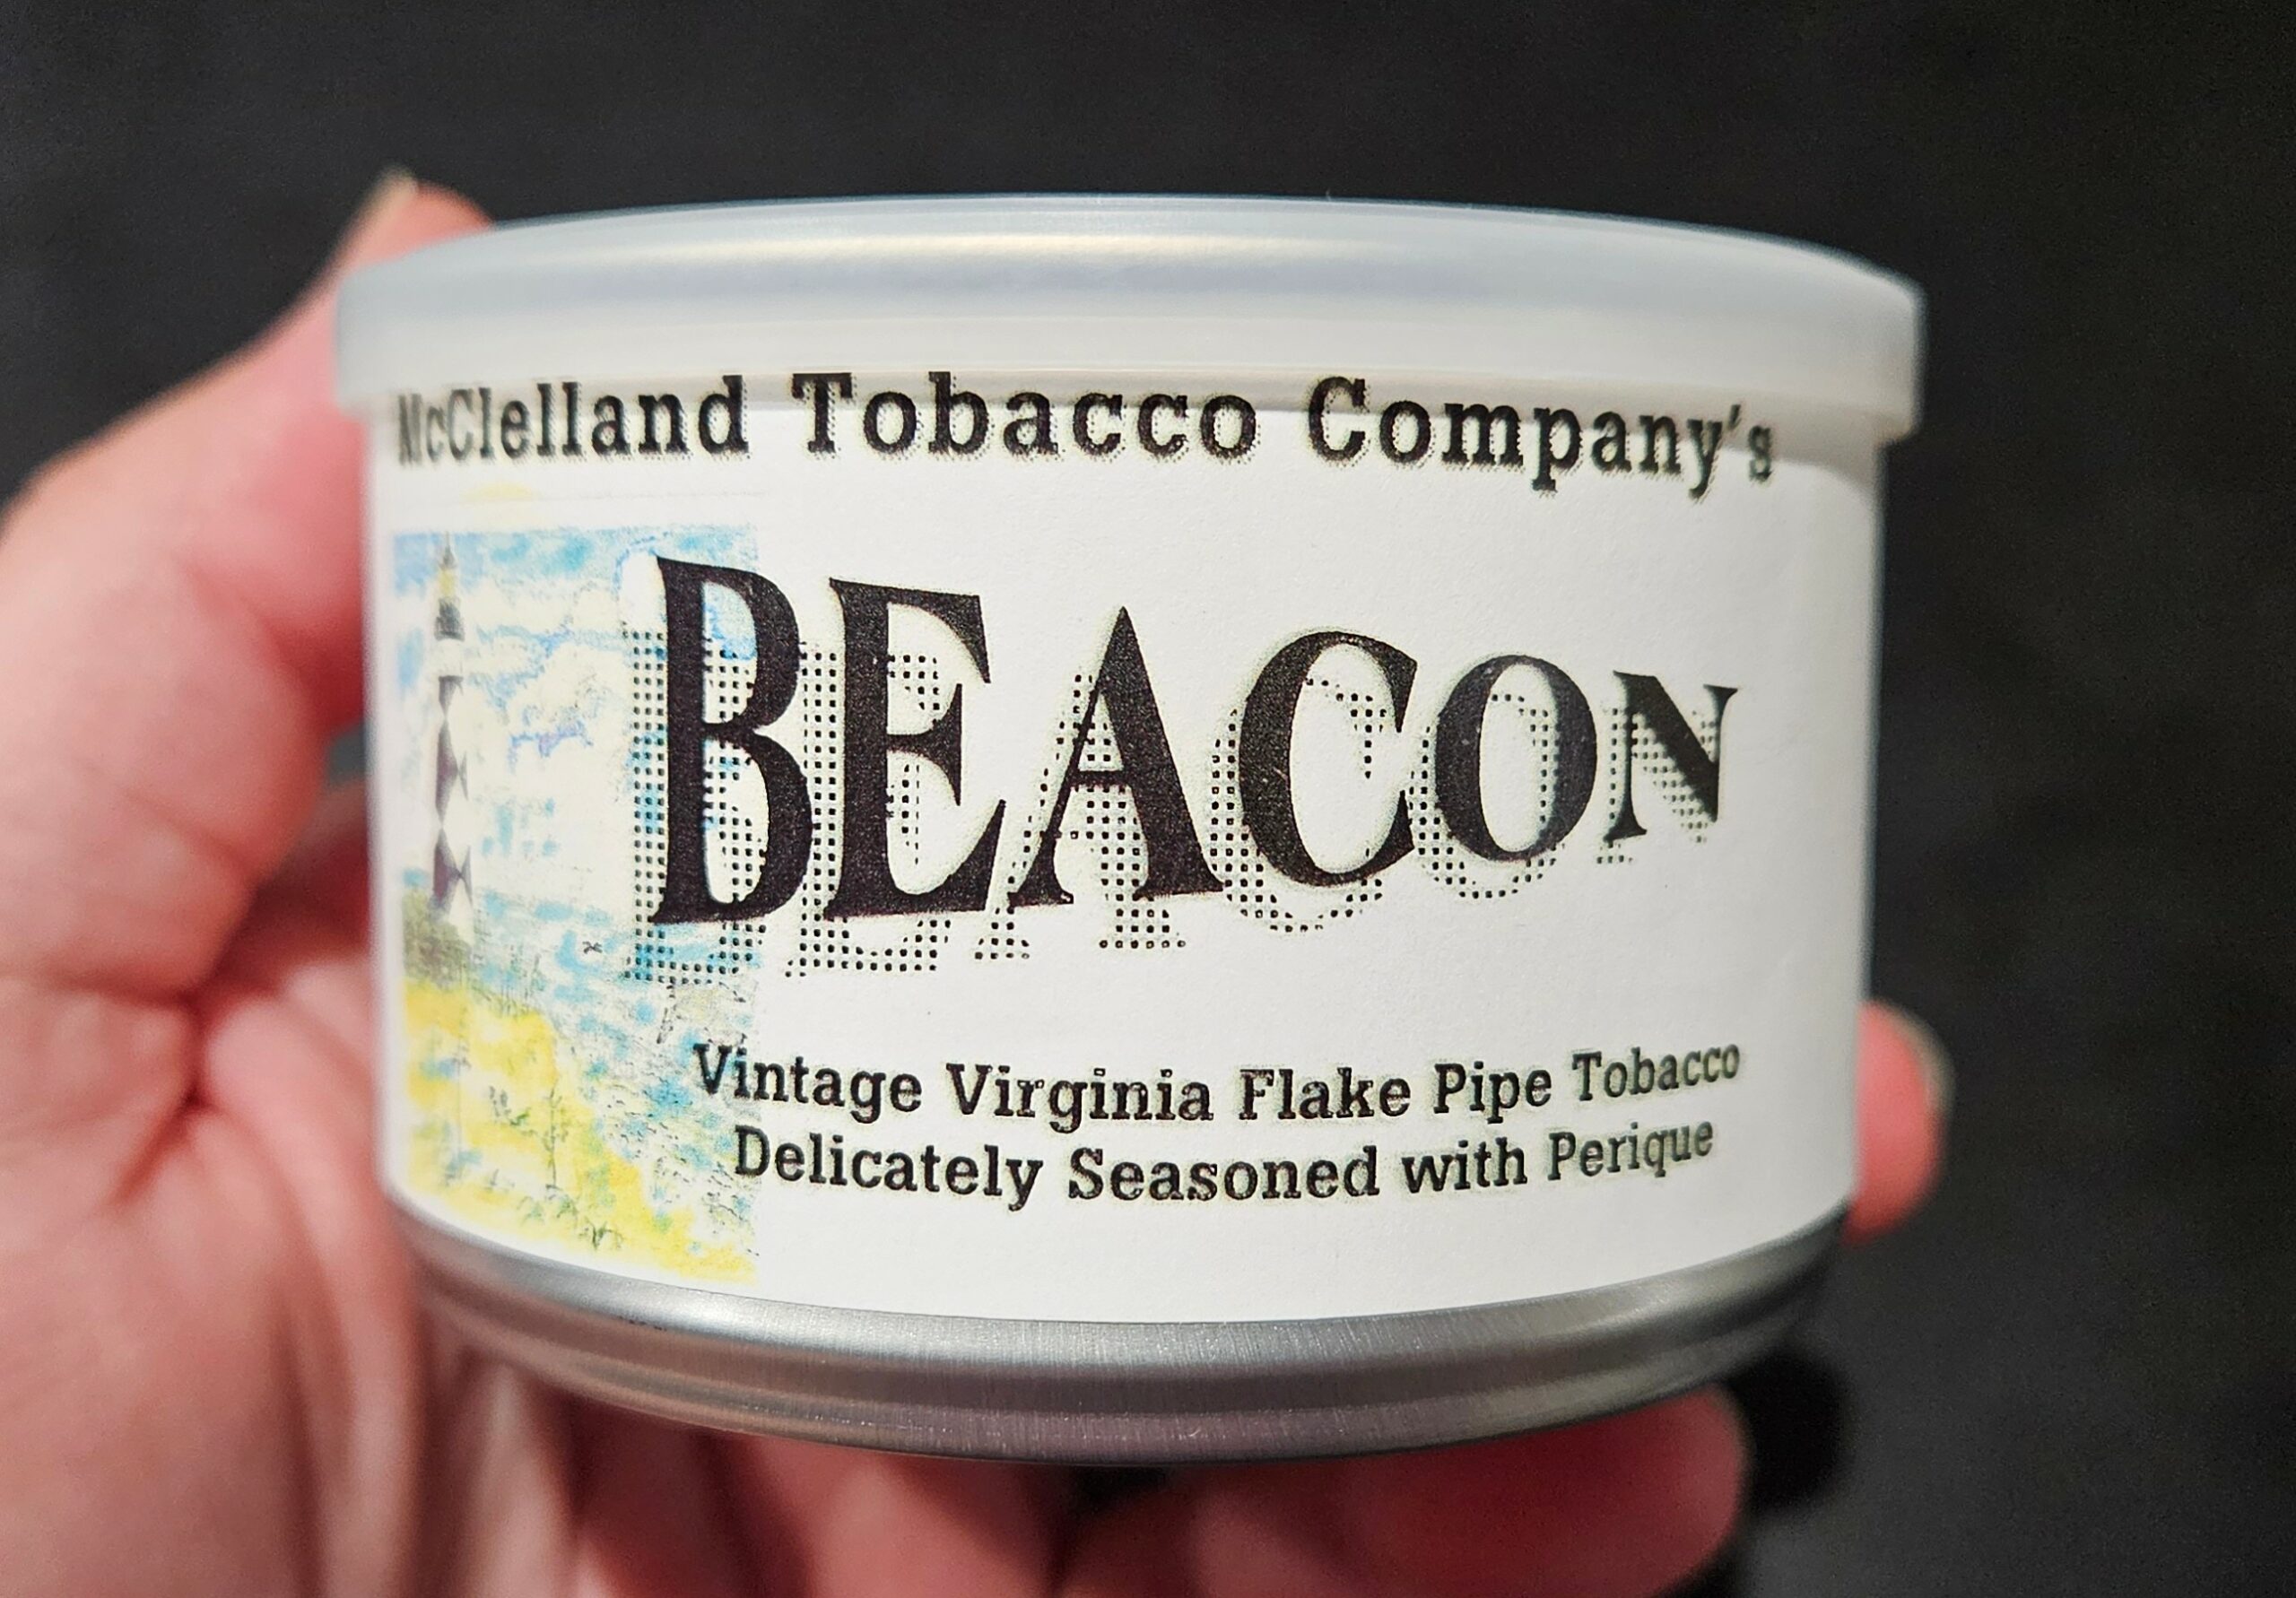 McClelland Tobacco Company's
BEACON
Vintage Virginia Flake Pipe Tobacco
Delicately Seasoned with Perique